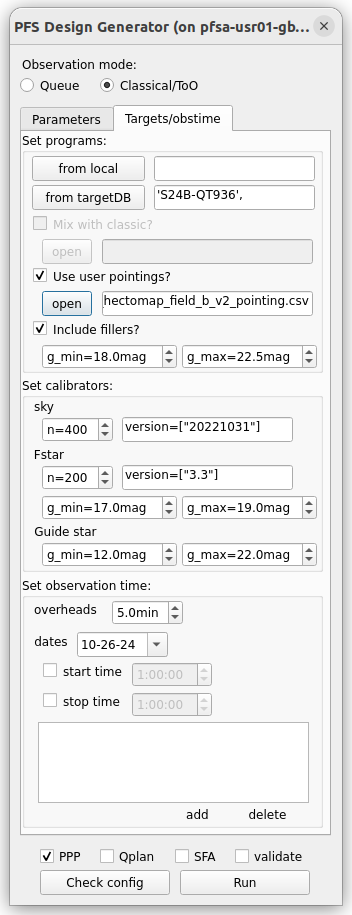 PFS Design Generator (on pfsa-usr01-gb...
Observation mode:
Queue Classical/ToO
Parameters Targets/obstime
Set programs:
from local
from targetDB 'S24B-QT936',
Mix with classic?
open
Use user pointings?
open hectomap_field_b_v2_pointing.csv
Include fillers?
g_min=18.0mag g_max=22.5mag
Set calibrators:
sky
n=400 version=["20221031"]
Fstar
n=200 version=["3.3"]
g_min=17.0mag g_max=19.0mag
Guide star
g_min=12.0mag g_max=22.0mag
Set observation time:
overheads 5.0min
dates 10-26-24
start time 1:00:00
stop time 1:00:00
add delete
PPP Qplan SFA validate
Check config Run